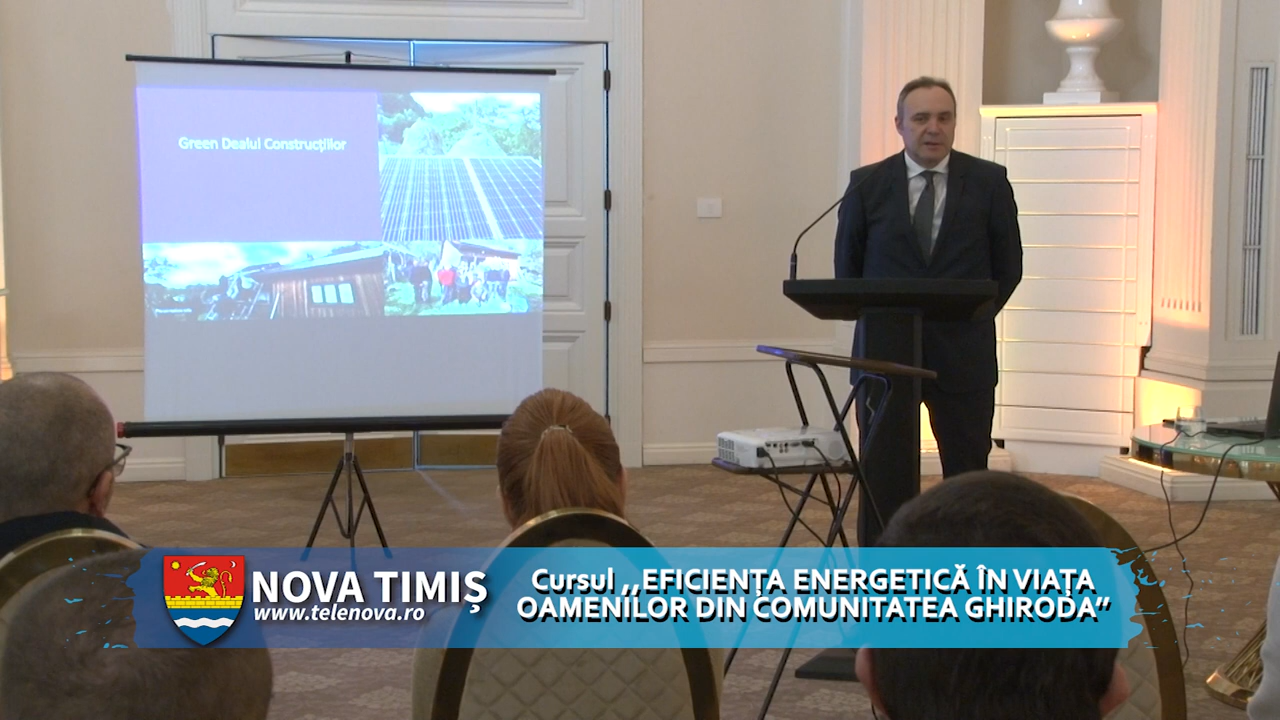 Green Dealul Construcțiilor
NOVA TIMIȘ
www.telenova.ro
Cursul ,,EFICIENȚA ENERGETICĂ ÎN VIAȚA
OAMENILOR DIN COMUNITATEA GHIRODA”